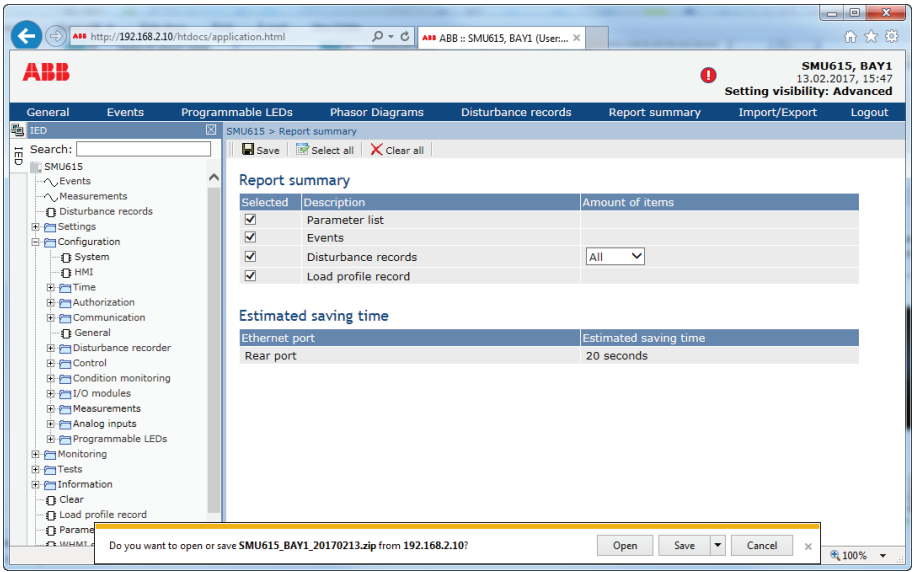 http://192.168.2.10/htdocs/application.html
ABB :: SMU615, BAY1 (User:...
ABB
SMU615, BAY1
13.02.2017, 15:47
Setting visibility: Advanced
General Events Programmable LEDs Phasor Diagrams Disturbance records Report summary Import/Export Logout
IED
SMU615 > Report summary
IED
Search:
Save Select all Clear all
SMU615
Events
Measurements
Disturbance records
Settings
Configuration
System
HMI
Time
Authorization
Communication
General
Disturbance recorder
Control
Condition monitoring
I/O modules
Measurements
Analog inputs
Programmable LEDs
Monitoring
Tests
Information
Clear
Load profile record
Parame
WHMI
Report summary
Selected Description Amount of items
Parameter list
Events
Disturbance records All
Load profile record
Estimated saving time
Ethernet port Estimated saving time
Rear port 20 seconds
Do you want to open or save SMU615_BAY1_20170213.zip from 192.168.2.10?
Open Save Cancel
100%